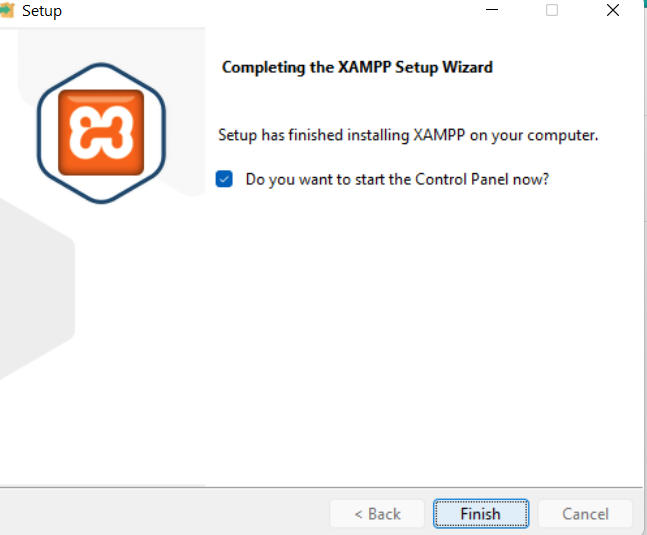 Setup
Completing the XAMPP Setup Wizard
Setup has finished installing XAMPP on your computer.
Do you want to start the Control Panel now?
< Back
Finish
Cancel